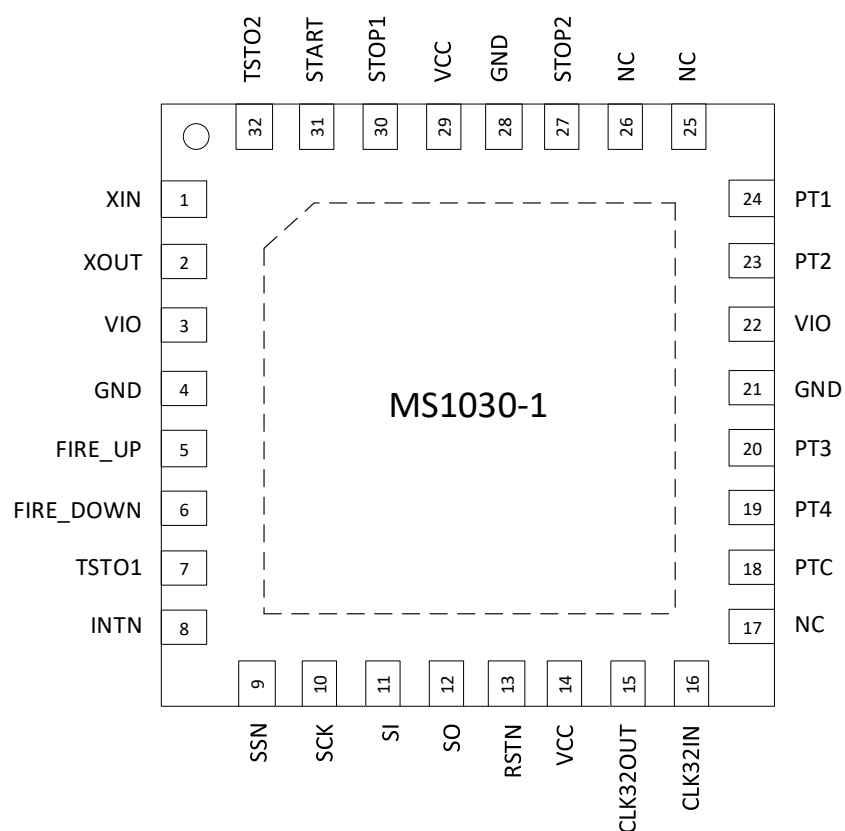 TSTO2 START STOP1 VCC GND STOP2 NC NC
32 31 30 29 28 27 26 25
XIN 1 24 PT1
XOUT 2 23 PT2
VIO 3 22 VIO
GND 4 21 GND
MS1030-1
FIRE_UP 5 20 PT3
FIRE_DOWN 6 19 PT4
TSTO1 7 18 PTC
INTN 8 17 NC
9 10 11 12 13 14 15 16
SSN SCK SI SO RSTN VCC CLK32OUT CLK32IN